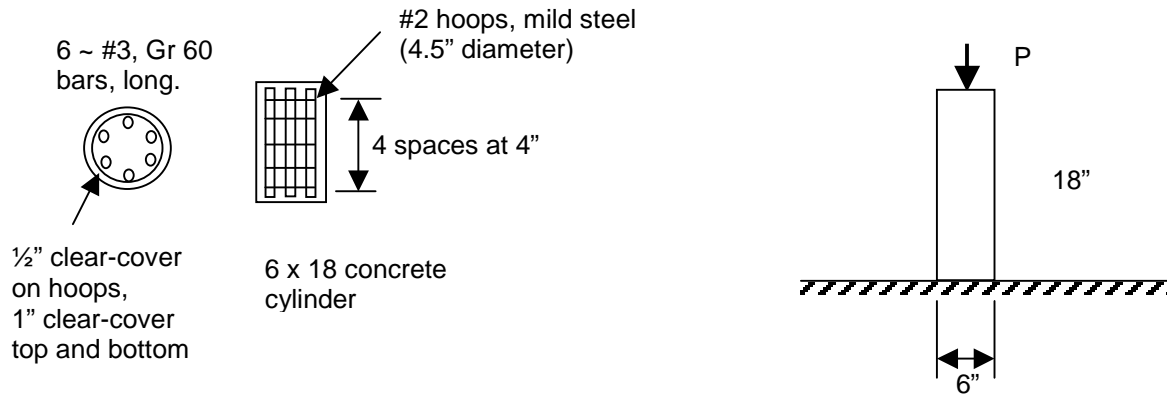 #2 hoops, mild steel
(4.5” diameter)
6 ~ #3, Gr 60
bars, long.
4 spaces at 4”
½” clear-cover
on hoops,
1” clear-cover
top and bottom
6 x 18 concrete
cylinder
P
18”
6”